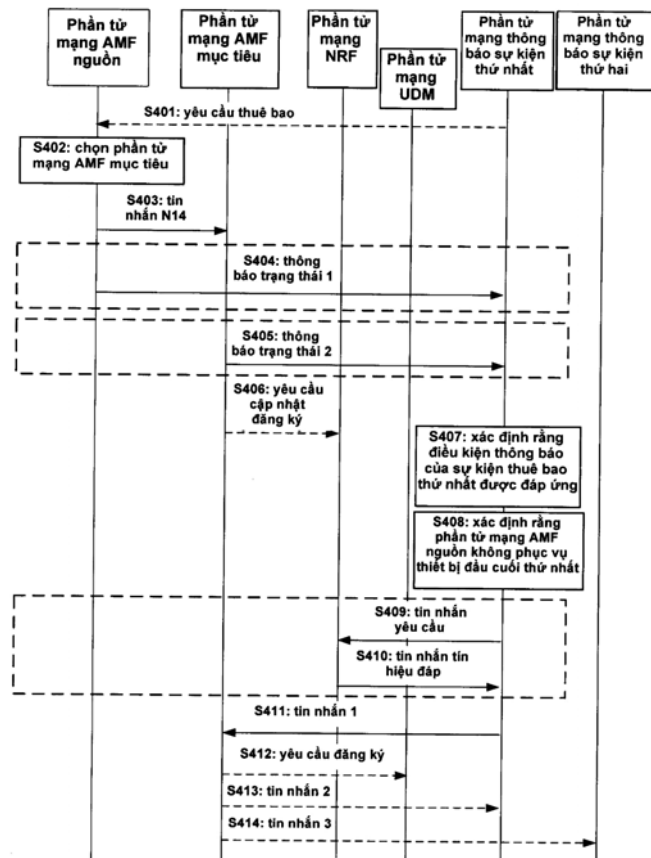 Phần tử
mạng AMF
nguồn
Phần tử
mạng AMF
mục tiêu
Phần tử
mạng
NRF
Phần tử
mạng
UDM
Phần tử
mạng thông
báo sự kiện
thứ nhất
Phần tử
mạng thông
báo sự kiện
thứ hai
S401: yêu cầu thuê bao
S402: chọn phần tử
mạng AMF mục tiêu
S403: tin
nhắn N14
S404: thông
báo trạng thái 1
S405: thông
báo trạng thái 2
S406: yêu cầu
cập nhật
đăng ký
S407: xác định rằng
điều kiện thông báo
của sự kiện thuê bao
thứ nhất được đáp ứng
S408: xác định rằng
phần tử mạng AMF
nguồn không phục vụ
thiết bị đầu cuối thứ nhất
S409: tin nhắn
yêu cầu
S410: tin nhắn tín
hiệu đáp
S411: tin nhắn 1
S412: yêu cầu đăng ký
S413: tin nhắn 2
S414: tin nhắn 3